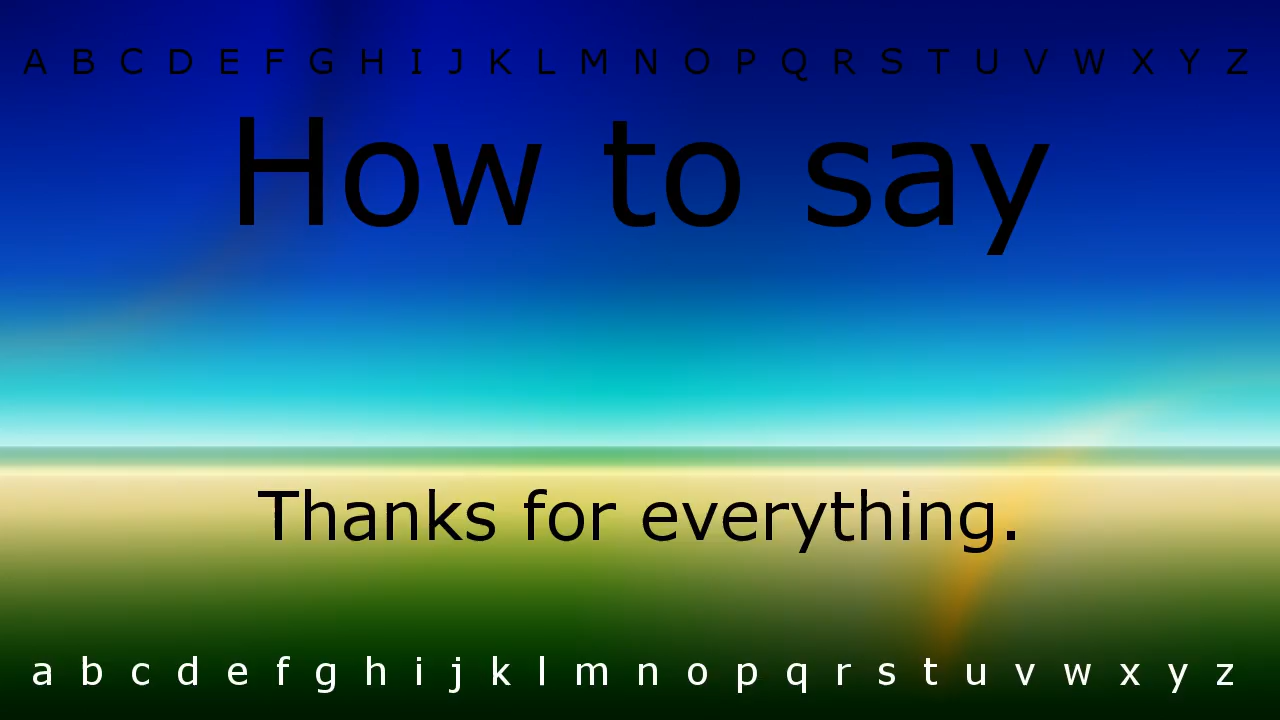 A B C D E F G H I J K L M N O P Q R S T U V W X Y Z
How to say
Thanks for everything.
a b c d e f g h i j k l m n o p q r s t u v w x y z